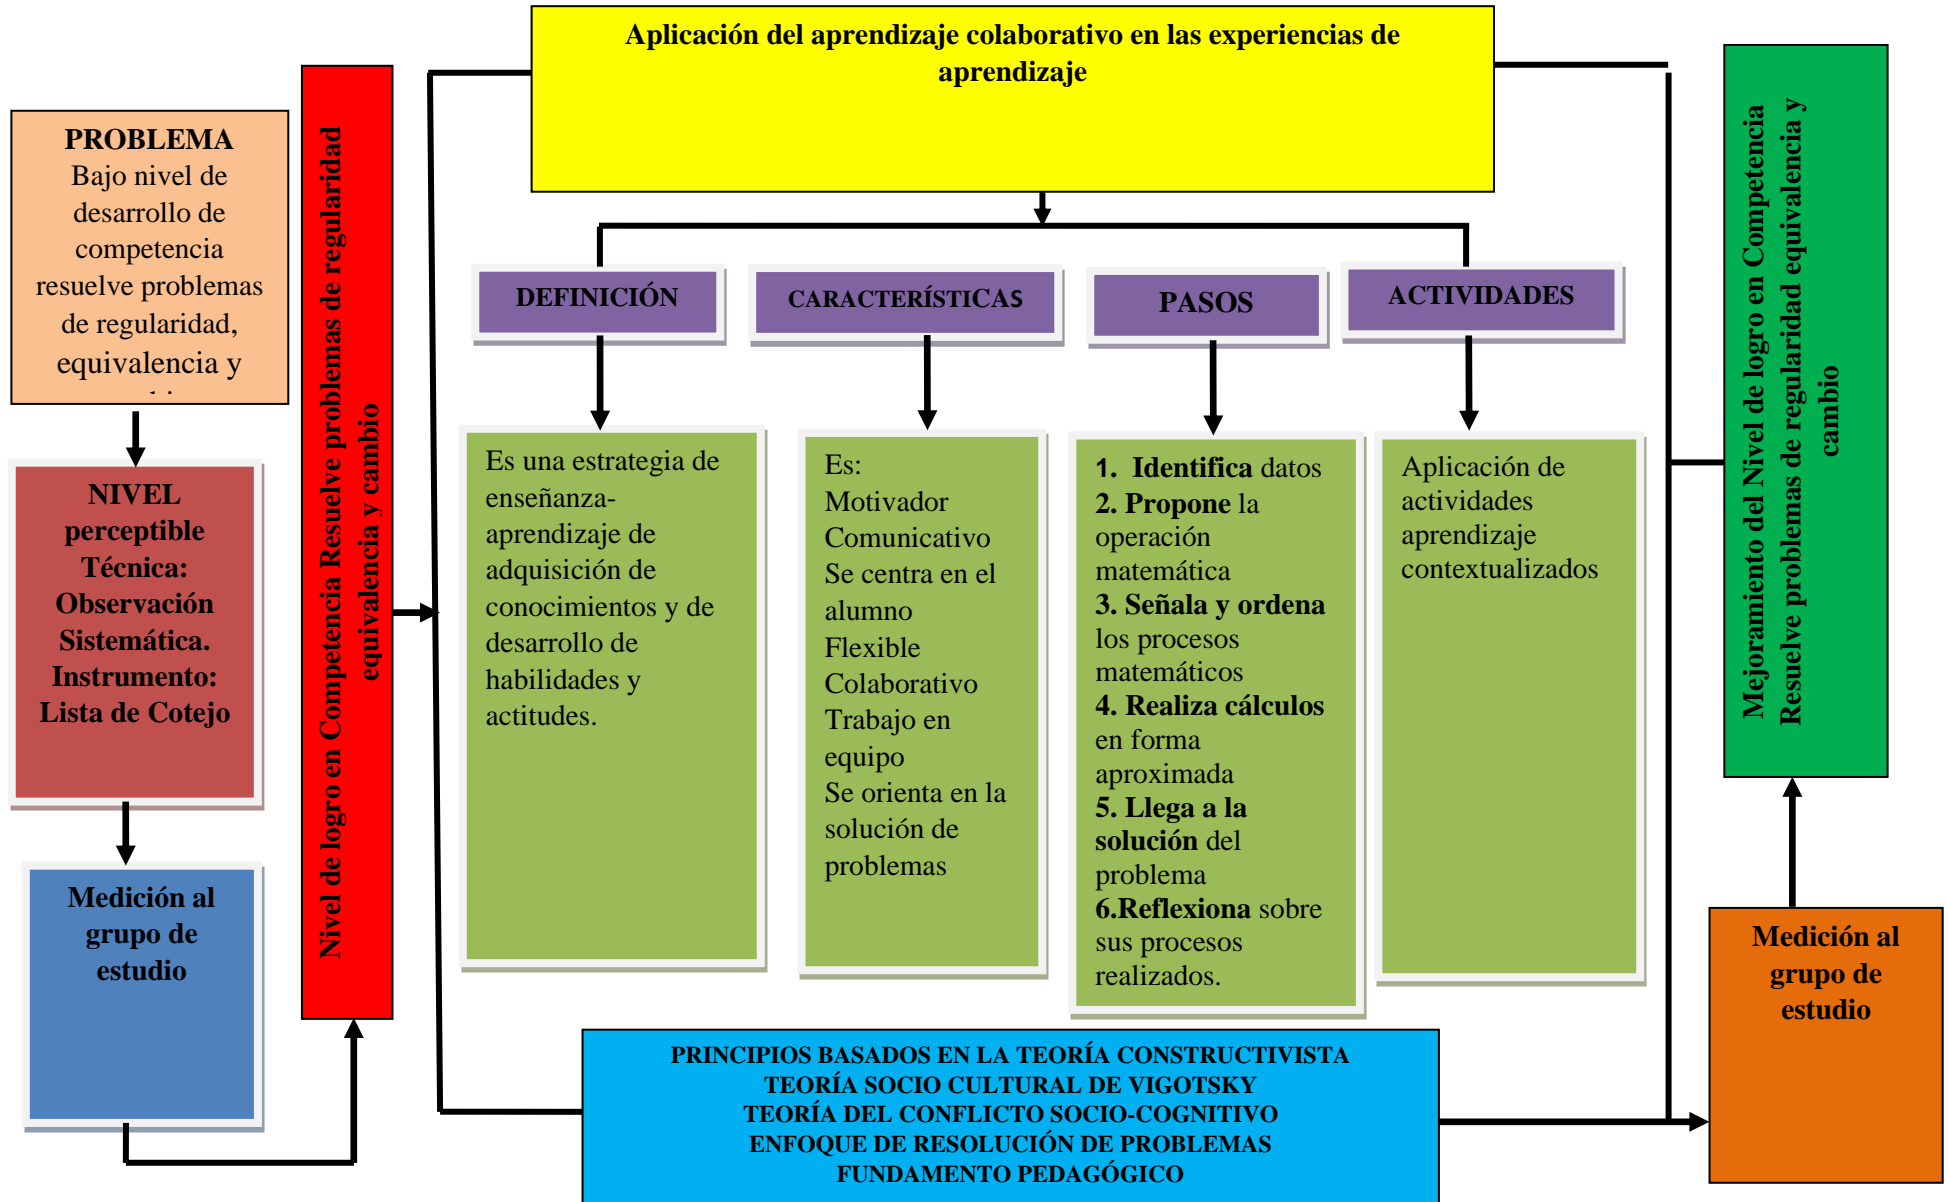 Aplicación del aprendizaje colaborativo en las experiencias de
aprendizaje
PROBLEMA
Bajo nivel de
desarrollo de
competencia
resuelve problemas
de regularidad,
equivalencia y
NIVEL
perceptible
Técnica:
Observación
Sistemática.
Instrumento:
Lista de Cotejo
Medición al
grupo de
estudio
Nivel de logro en Competencia Resuelve problemas de regularidad
equivalencia y cambio
DEFINICIÓN
Es una estrategia de
enseñanza-
aprendizaje de
adquisición de
conocimientos y de
desarrollo de
habilidades y
actitudes.
CARACTERÍSTICAS
Es:
Motivador
Comunicativo
Se centra en el
alumno
Flexible
Colaborativo
Trabajo en
equipo
Se orienta en la
solución de
problemas
PASOS
1. Identifica datos
2. Propone la
operación
matemática
3. Señala y ordena
los procesos
matemáticos
4. Realiza cálculos
en forma
aproximada
5. Llega a la
solución del
problema
6.Reflexiona sobre
sus procesos
realizados.
ACTIVIDADES
Aplicación de
actividades
aprendizaje
contextualizados
PRINCIPIOS BASADOS EN LA TEORÍA CONSTRUCTIVISTA
TEORÍA SOCIO CULTURAL DE VIGOTSKY
TEORÍA DEL CONFLICTO SOCIO-COGNITIVO
ENFOQUE DE RESOLUCIÓN DE PROBLEMAS
FUNDAMENTO PEDAGÓGICO
Mejoramiento del Nivel de logro en Competencia
Resuelve problemas de regularidad equivalencia y
cambio
Medición al
grupo de
estudio